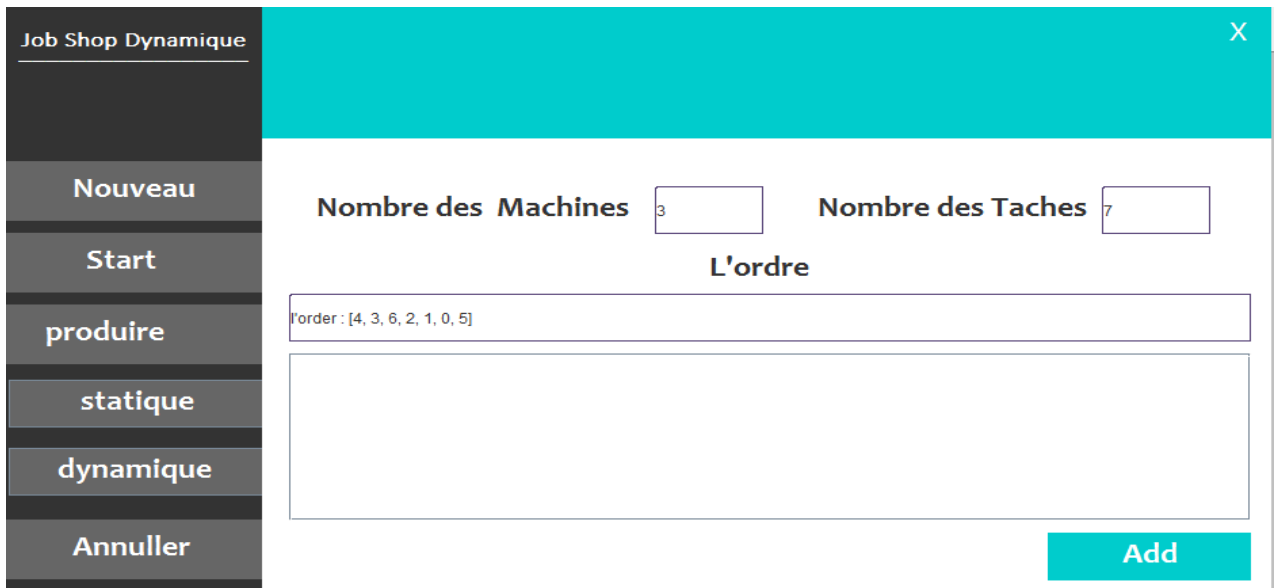 Job Shop Dynamique
X
Nouveau
Start
produire
statique
dynamique
Annuller
Nombre des Machines 3 Nombre des Taches 7
L'ordre
l'order : [4, 3, 6, 2, 1, 0, 5]
Add